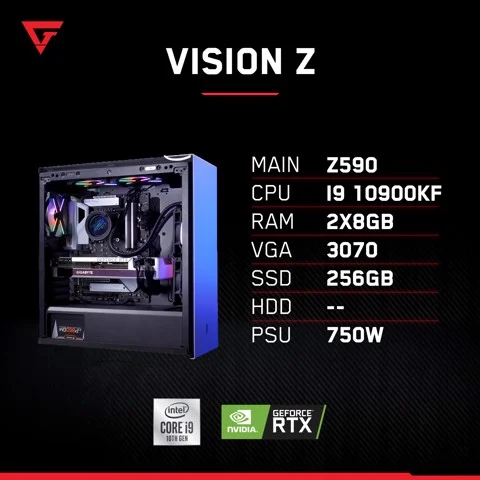 VISION Z
MAIN Z590
CPU I9 10900KF
RAM 2X8GB
VGA 3070
SSD 256GB
HDD --
PSU 750W
GIGABYTE
intel
CORE i9
10TH GEN
NVIDIA.
GEFORCE
RTX